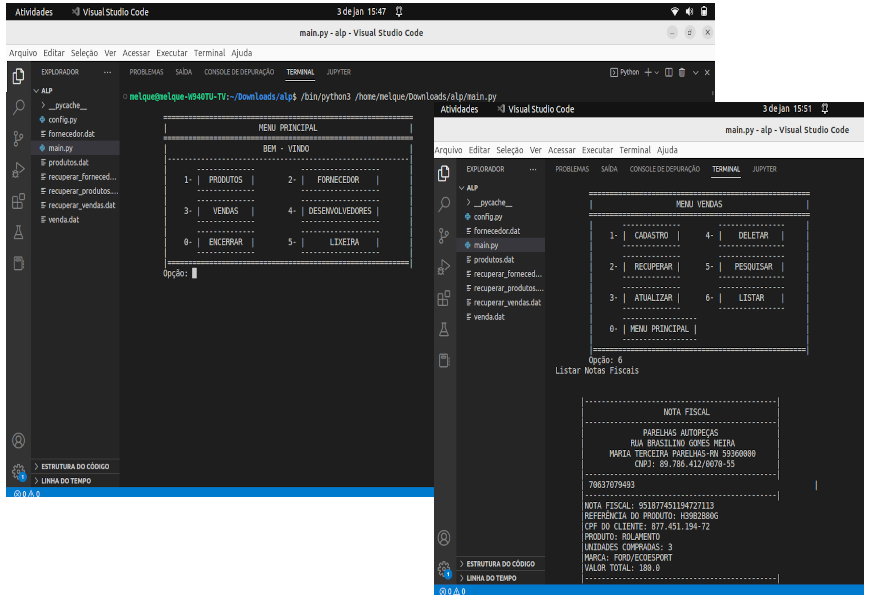 Atividades Visual Studio Code 3 de jan 15:47
main.py - alp - Visual Studio Code
Arquivo Editar Seleção Ver Acessar Executar Terminal Ajuda
EXPLORADOR ···
PROBLEMAS SAÍDA CONSOLE DE DEPURAÇÃO TERMINAL JUPYTER
Python
ALP
__pycache__
config.py
fornecedor.dat
main.py
produtos.dat
recuperar_forneced...
recuperar_produtos....
recuperar_vendas.dat
venda.dat
ESTRUTURA DO CÓDIGO
LINHA DO TEMPO
1
0 0
melque@melque-W940TU-TV:~/Downloads/alp$ /bin/python3 /home/melque/Downloads/alp/main.py
MENU PRINCIPAL
BEM - VINDO
1- | PRODUTOS | 2- | FORNECEDOR |
3- | VENDAS | 4- | DESENVOLVEDORES |
0- | ENCERRAR | 5- | LIXEIRA |
Opção:
Atividades Visual Studio Code 3 de jan 15:51
main.py - alp - Visual Studio Code
Arquivo Editar Seleção Ver Acessar Executar Terminal Ajuda
EXPLORADOR ···
PROBLEMAS SAÍDA CONSOLE DE DEPURAÇÃO TERMINAL JUPYTER
ALP
__pycache__
config.py
fornecedor.dat
main.py
produtos.dat
recuperar_forneced...
recuperar_produtos....
recuperar_vendas.dat
venda.dat
ESTRUTURA DO CÓDIGO
LINHA DO TEMPO
1
0 0
MENU VENDAS
1- | CADASTRO | 4- | DELETAR |
2- | RECUPERAR | 5- | PESQUISAR |
3- | ATUALIZAR | 6- | LISTAR |
0- | MENU PRINCIPAL |
Opção: 6
Listar Notas Fiscais
NOTA FISCAL
PARELHAS AUTOPEÇAS
RUA BRASILINO GOMES MEIRA
MARIA TERCEIRA PARELHAS-RN 59360000
CNPJ: 89.786.412/0070-55
70637079493
NOTA FISCAL: 951877451194727113
REFERÊNCIA DO PRODUTO: H39B2B80G
CPF DO CLIENTE: 877.451.194-72
PRODUTO: ROLAMENTO
UNIDADES COMPRADAS: 3
MARCA: FORD/ECOESPORT
VALOR TOTAL: 180.0